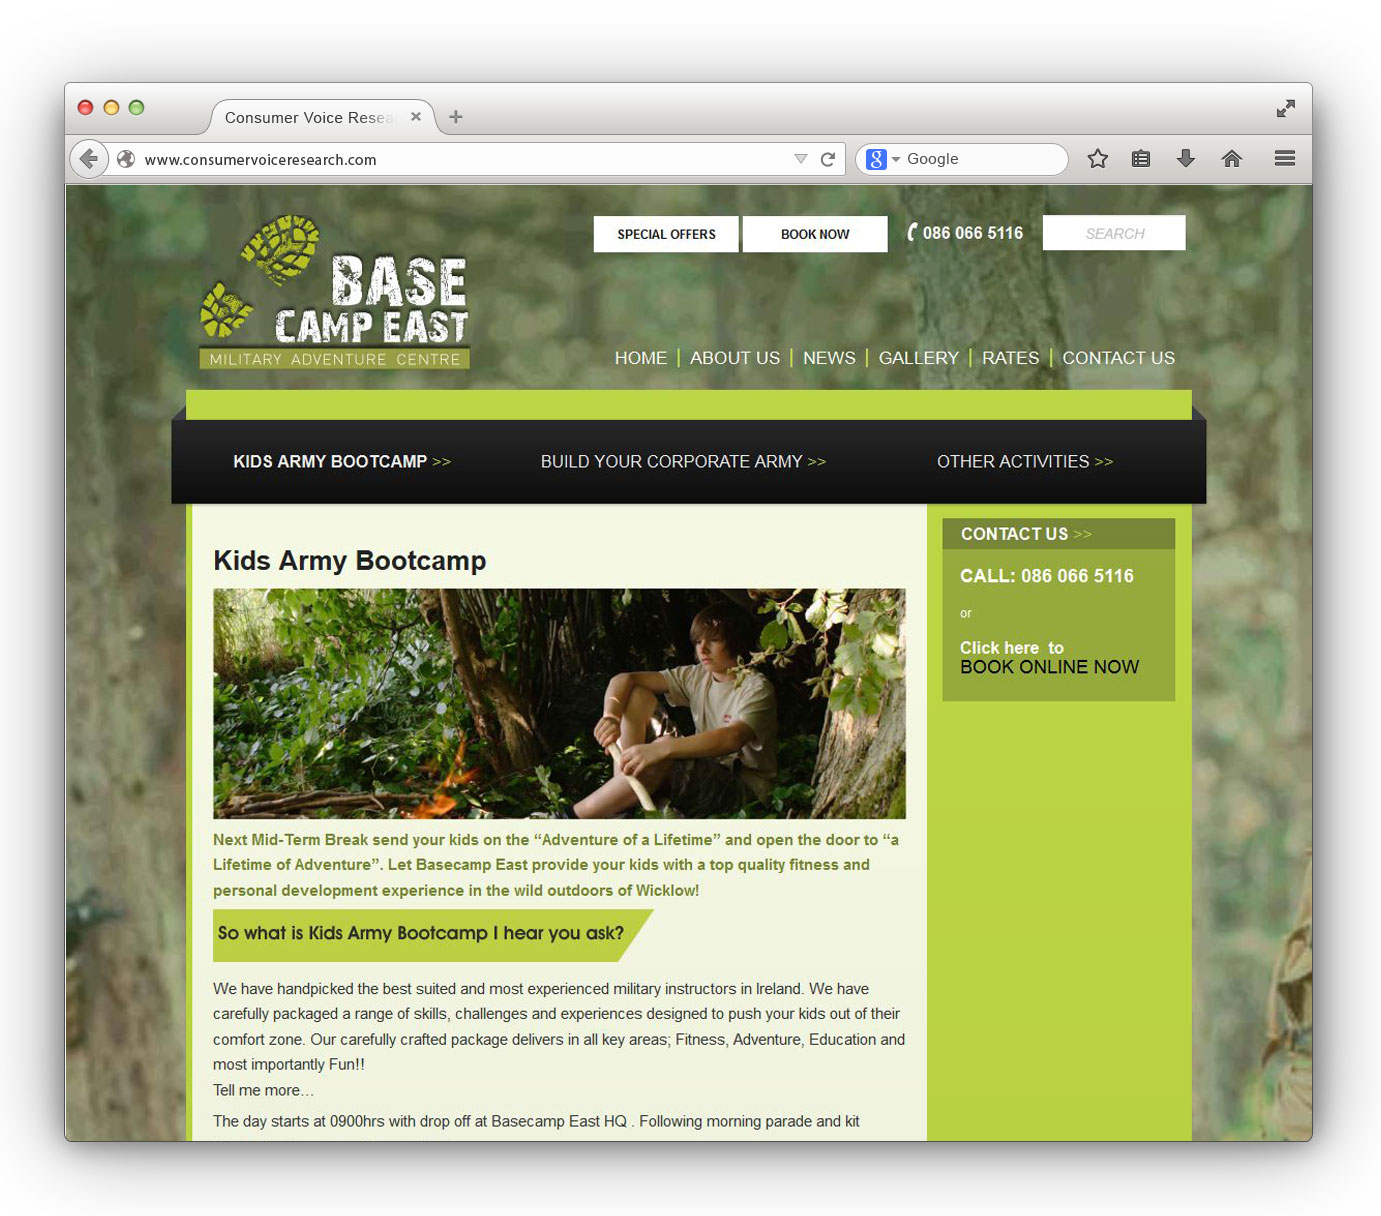 Consumer Voice Resea
www.consumervoiceresearch.com
Google
SPECIAL OFFERS
BOOK NOW
086 066 5116
SEARCH
BASE
CAMP EAST
MILITARY ADVENTURE CENTRE
HOME | ABOUT US | NEWS | GALLERY | RATES | CONTACT US
KIDS ARMY BOOTCAMP >>
BUILD YOUR CORPORATE ARMY >>
OTHER ACTIVITIES >>
Kids Army Bootcamp
Next Mid-Term Break send your kids on the “Adventure of a Lifetime” and open the door to “a
Lifetime of Adventure”. Let Basecamp East provide your kids with a top quality fitness and
personal development experience in the wild outdoors of Wicklow!
So what is Kids Army Bootcamp I hear you ask?
We have handpicked the best suited and most experienced military instructors in Ireland. We have
carefully packaged a range of skills, challenges and experiences designed to push your kids out of their
comfort zone. Our carefully crafted package delivers in all key areas; Fitness, Adventure, Education and
most importantly Fun!!
Tell me more...
The day starts at 0900hrs with drop off at Basecamp East HQ . Following morning parade and kit
CONTACT US >>
CALL: 086 066 5116
or
Click here to
BOOK ONLINE NOW